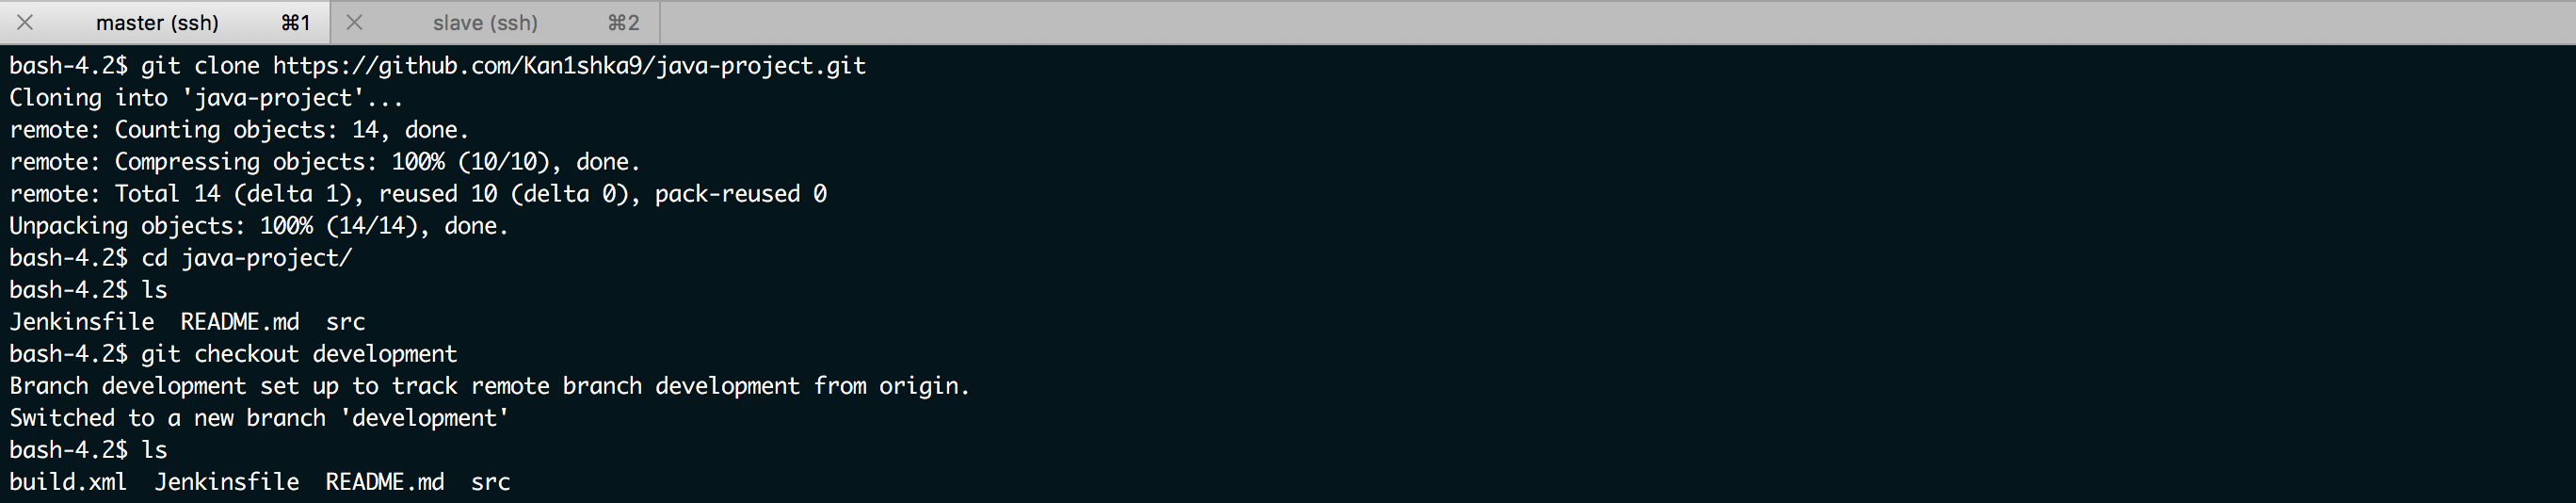 master (ssh) ⌘1 slave (ssh) ⌘2
bash-4.2$ git clone https://github.com/Kan1shka9/java-project.git
Cloning into 'java-project'...
remote: Counting objects: 14, done.
remote: Compressing objects: 100% (10/10), done.
remote: Total 14 (delta 1), reused 10 (delta 0), pack-reused 0
Unpacking objects: 100% (14/14), done.
bash-4.2$ cd java-project/
bash-4.2$ ls
Jenkinsfile  README.md  src
bash-4.2$ git checkout development
Branch development set up to track remote branch development from origin.
Switched to a new branch 'development'
bash-4.2$ ls
build.xml  Jenkinsfile  README.md  src